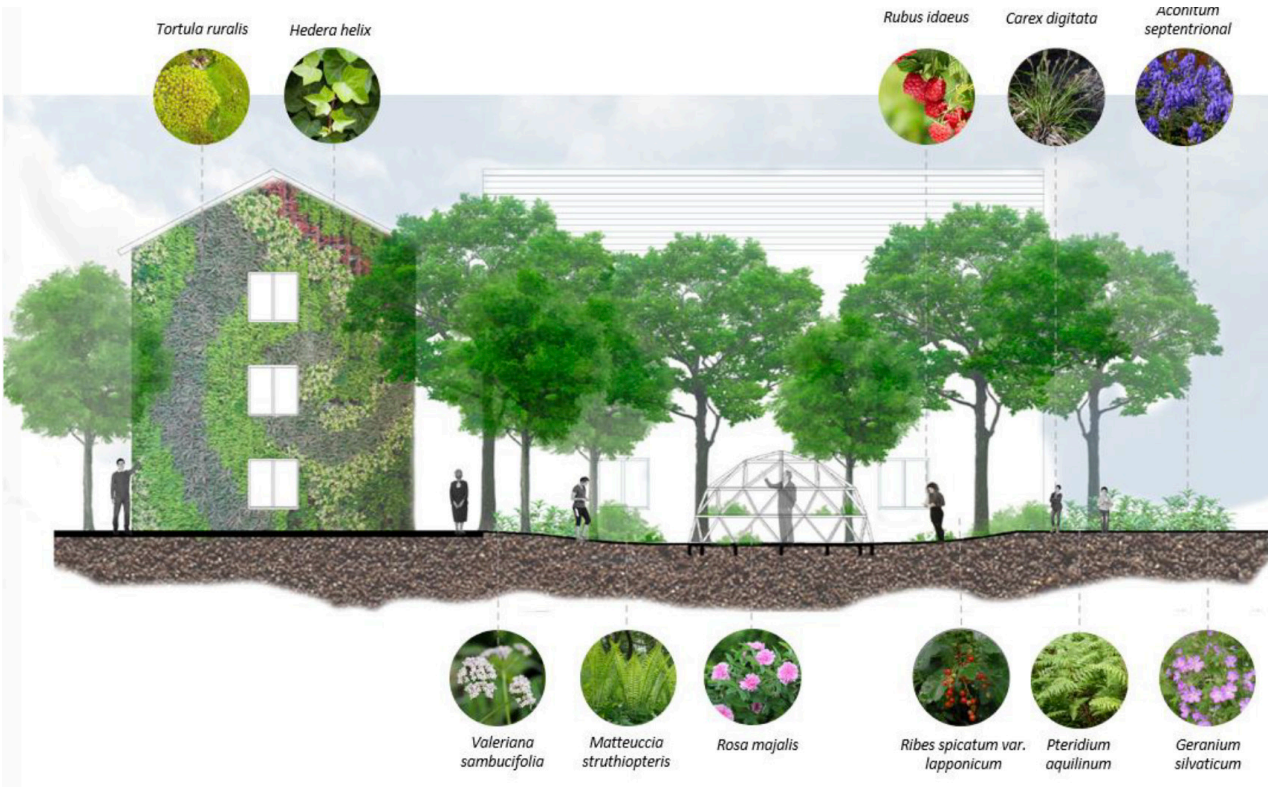 Tortula ruralis
Hedera helix
Rubus idaeus
Carex digitata
Aconitum
septentrional
Valeriana
sambucifolia
Matteuccia
struthiopteris
Rosa majalis
Ribes spicatum var.
lapponicum
Pteridium
aquilinum
Geranium
silvaticum